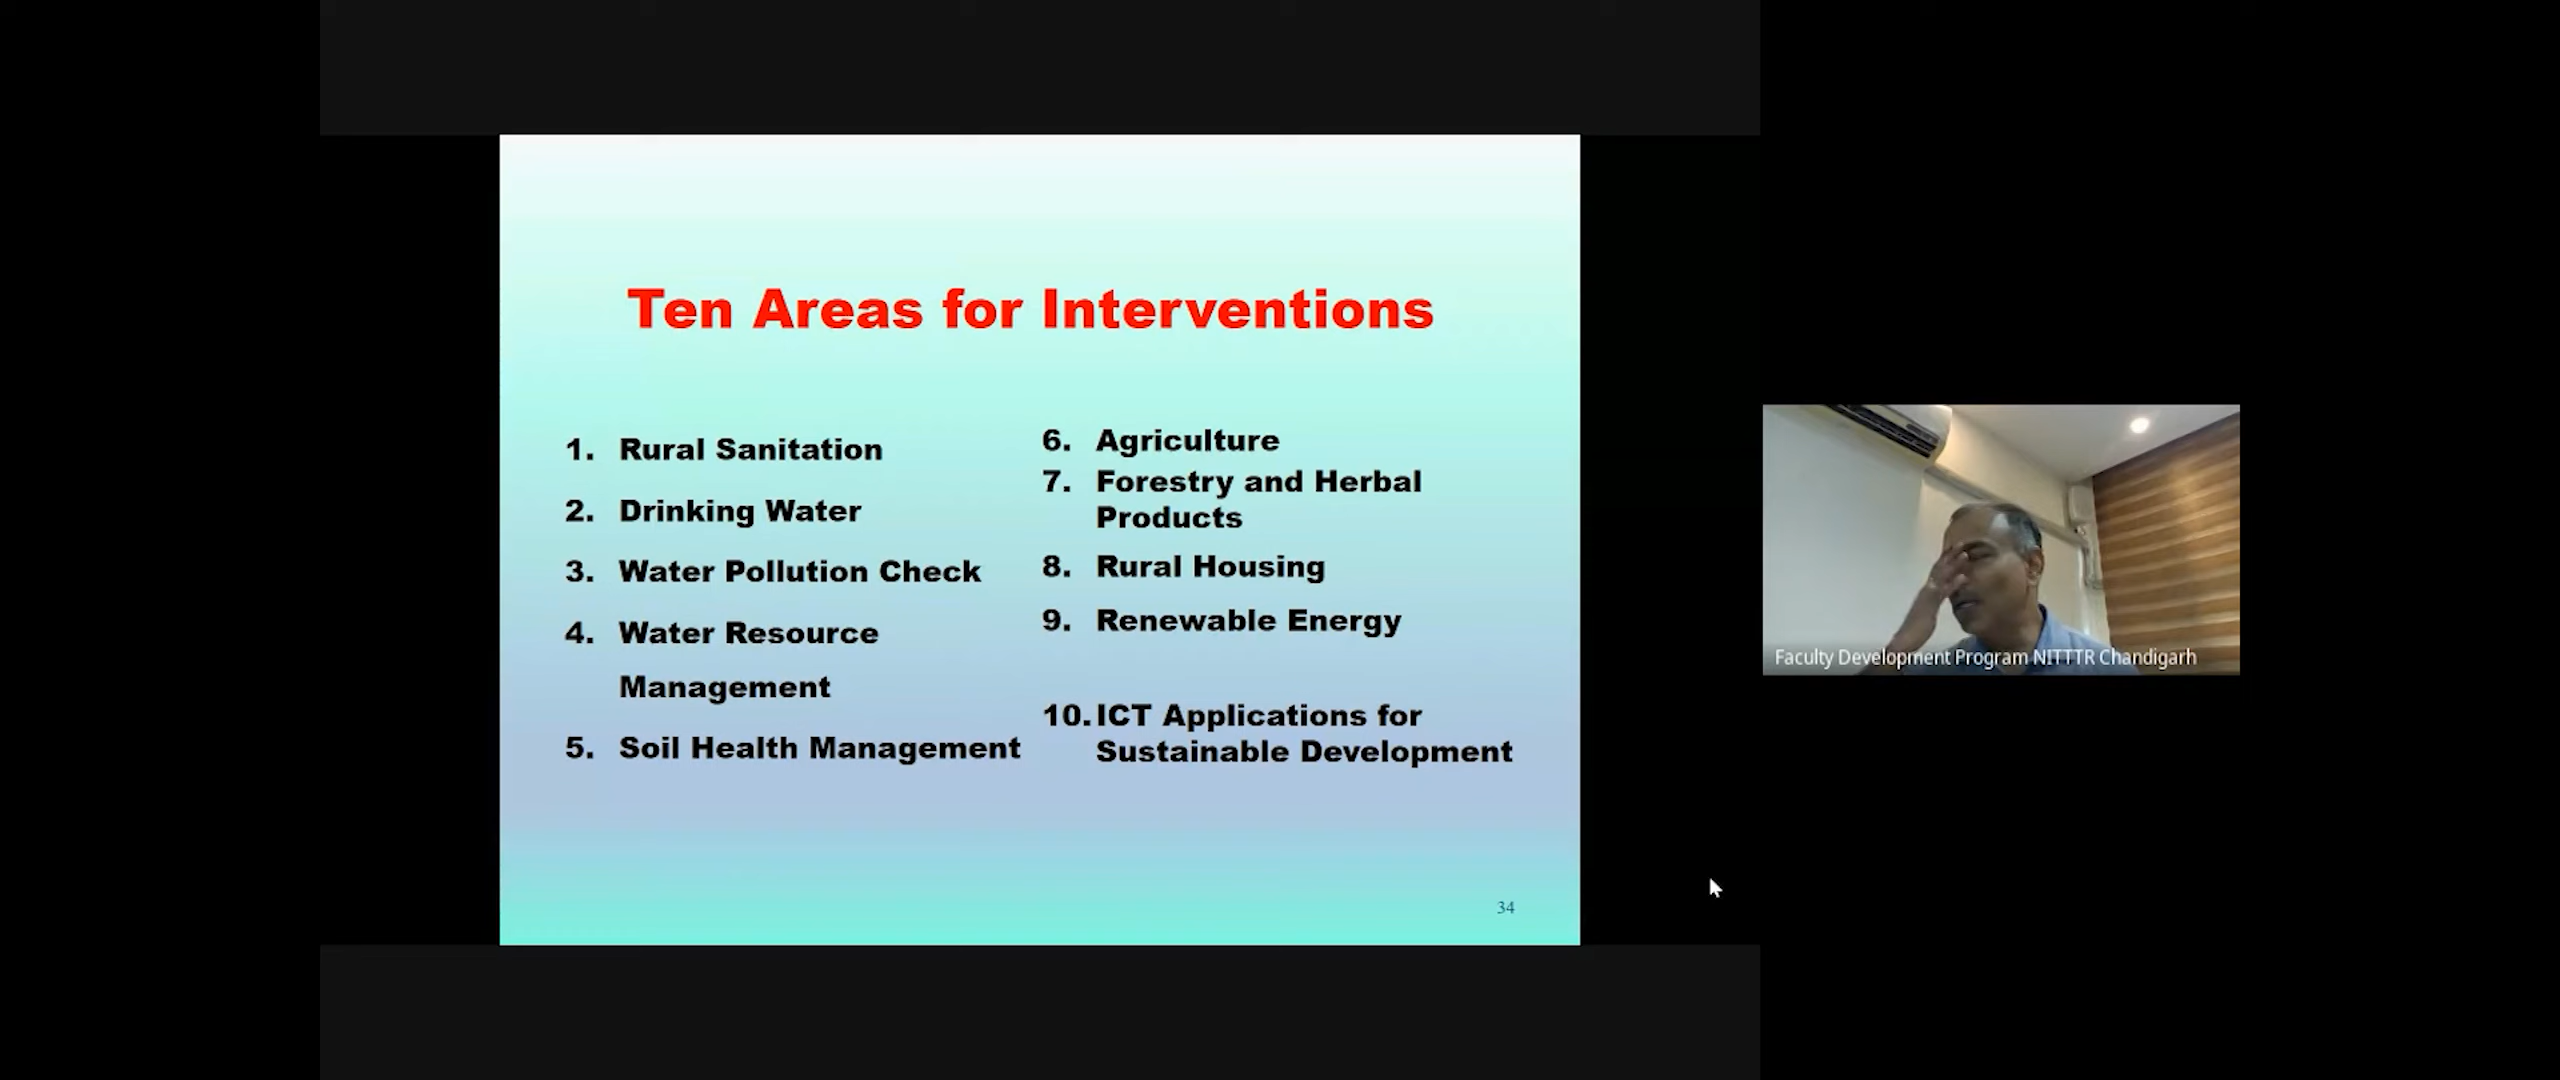 Ten Areas for Interventions
1. Rural Sanitation
2. Drinking Water
3. Water Pollution Check
4. Water Resource
Management
5. Soil Health Management
6. Agriculture
7. Forestry and Herbal
Products
8. Rural Housing
9. Renewable Energy
10. ICT Applications for
Sustainable Development
34
Faculty Development Program NITTTR Chandigarh